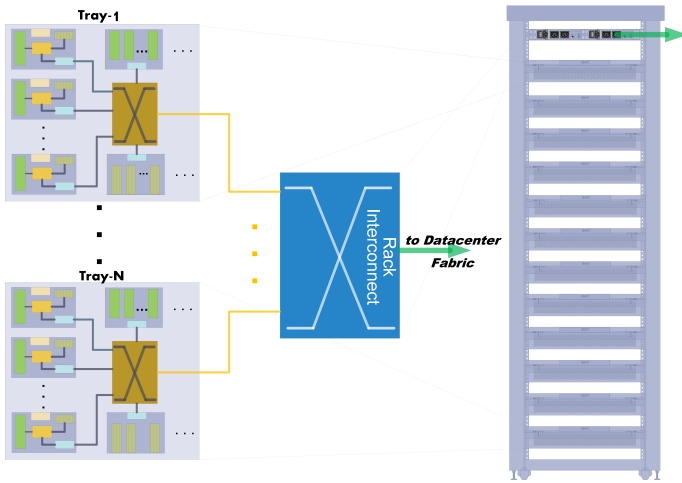 Tray-1
Tray-N
Rack
Interconnect
to Datacenter
Fabric